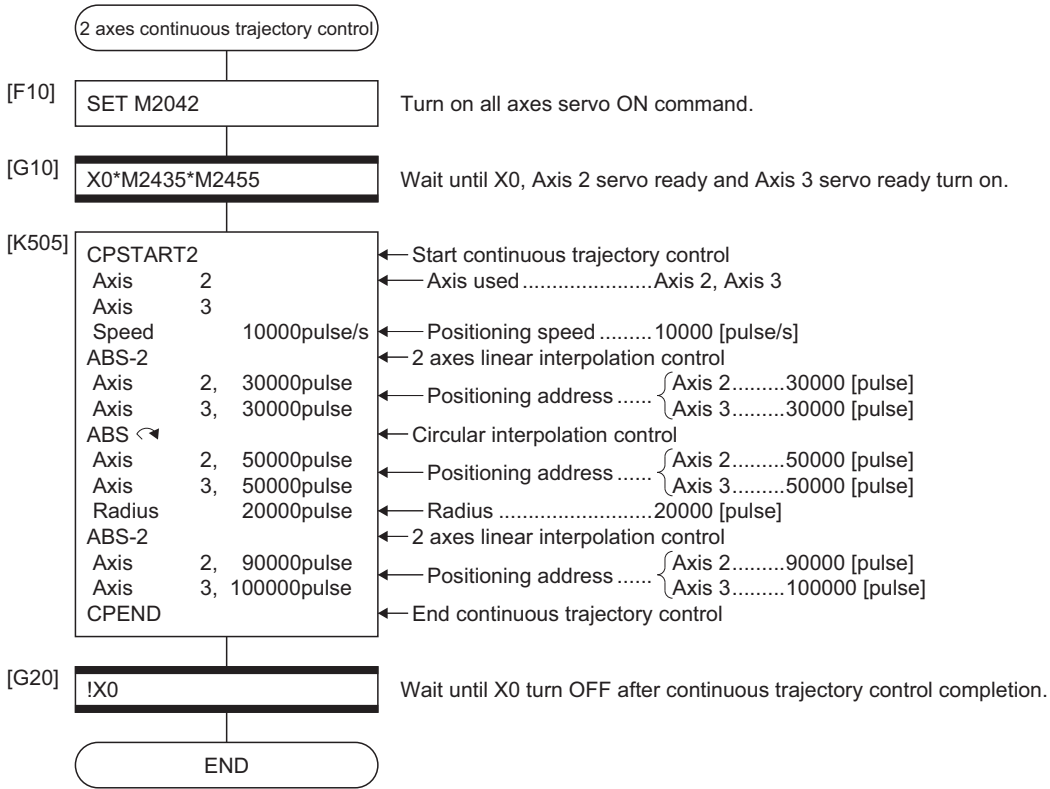 2 axes continuous trajectory control
[F10]
SET M2042
Turn on all axes servo ON command.
[G10]
X0*M2435*M2455
Wait until X0, Axis 2 servo ready and Axis 3 servo ready turn on.
[K505]
CPSTART2 Start continuous trajectory control
Axis 2 Axis used......................Axis 2, Axis 3
Axis 3
Speed 10000pulse/s Positioning speed .........10000 [pulse/s]
ABS-2 2 axes linear interpolation control
Axis 2, 30000pulse Positioning address ...... Axis 2.........30000 [pulse]
Axis 3, 30000pulse Axis 3.........30000 [pulse]
ABS Circular interpolation control
Axis 2, 50000pulse Positioning address ...... Axis 2.........50000 [pulse]
Axis 3, 50000pulse Axis 3.........50000 [pulse]
Radius 20000pulse Radius ..........................20000 [pulse]
ABS-2 2 axes linear interpolation control
Axis 2, 90000pulse Positioning address ...... Axis 2.........90000 [pulse]
Axis 3, 100000pulse Axis 3.........100000 [pulse]
CPEND End continuous trajectory control
[G20]
!X0
Wait until X0 turn OFF after continuous trajectory control completion.
END